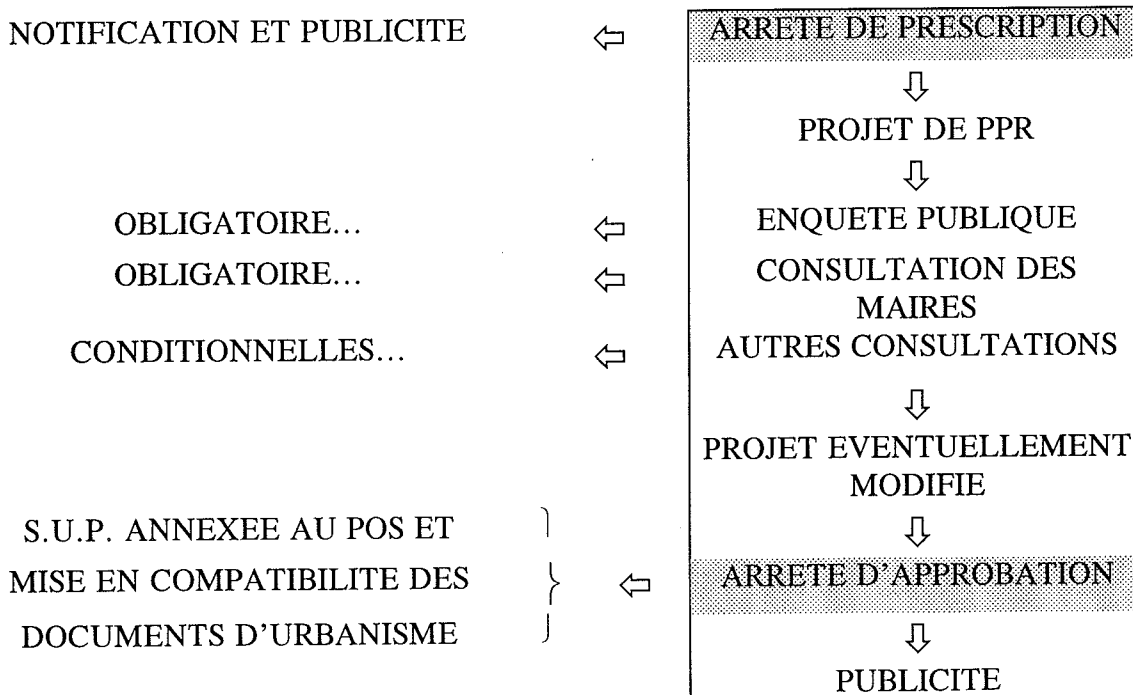 NOTIFICATION ET PUBLICITE ⇦ ARRETE DE PRESCRIPTION
⇩
PROJET DE PPR
⇩
OBLIGATOIRE... ⇦ ENQUETE PUBLIQUE
OBLIGATOIRE... ⇦ CONSULTATION DES
MAIRES
CONDITIONNELLES... ⇦ AUTRES CONSULTATIONS
⇩
PROJET EVENTUELLEMENT
MODIFIE
S.U.P. ANNEXEE AU POS ET
⇩
MISE EN COMPATIBILITE DES ⇦ ARRETE D'APPROBATION
DOCUMENTS D'URBANISME
⇩
PUBLICITE